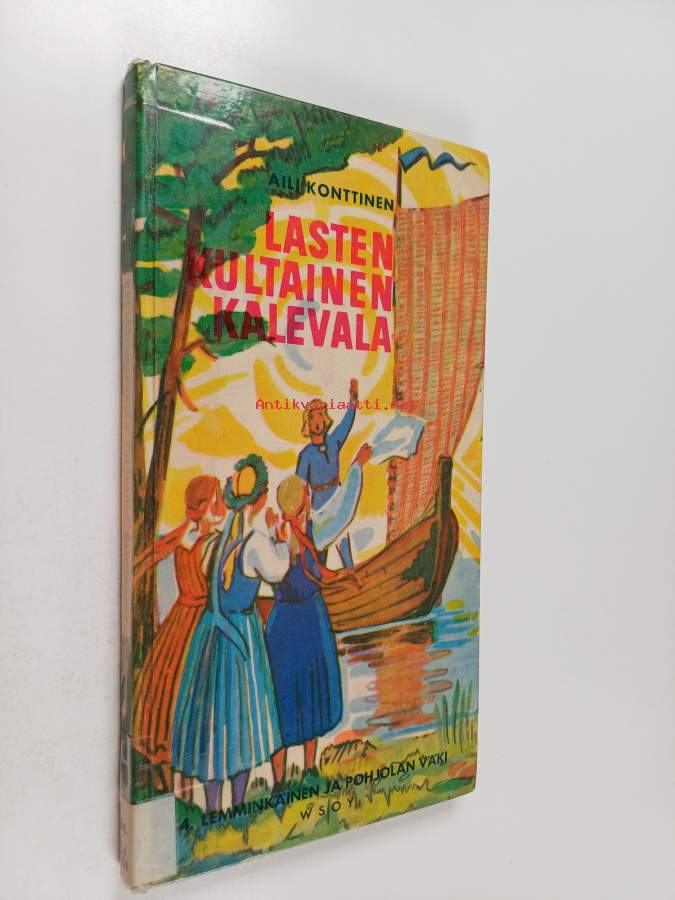 AILI KONTTINEN
LASTEN
KULTAINEN
KALEVALA
Antikvariaatti.net
4. LEMMINKÄINEN JA POHJOLAN VÄKI
WSOY